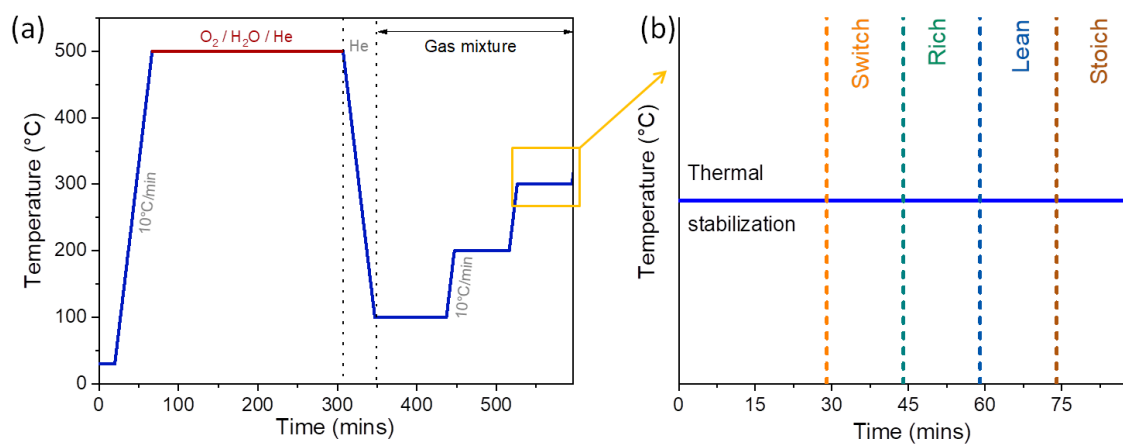 (a)
O₂ / H₂O / He
He
Gas mixture
10°C/min
10°C/min
Temperature (°C)
500
400
300
200
100
0
0 100 200 300 400 500
Time (mins)
(b)
Switch
Rich
Lean
Stoich
Thermal
stabilization
Temperature (°C)
0 30 45 60 75
Time (mins)